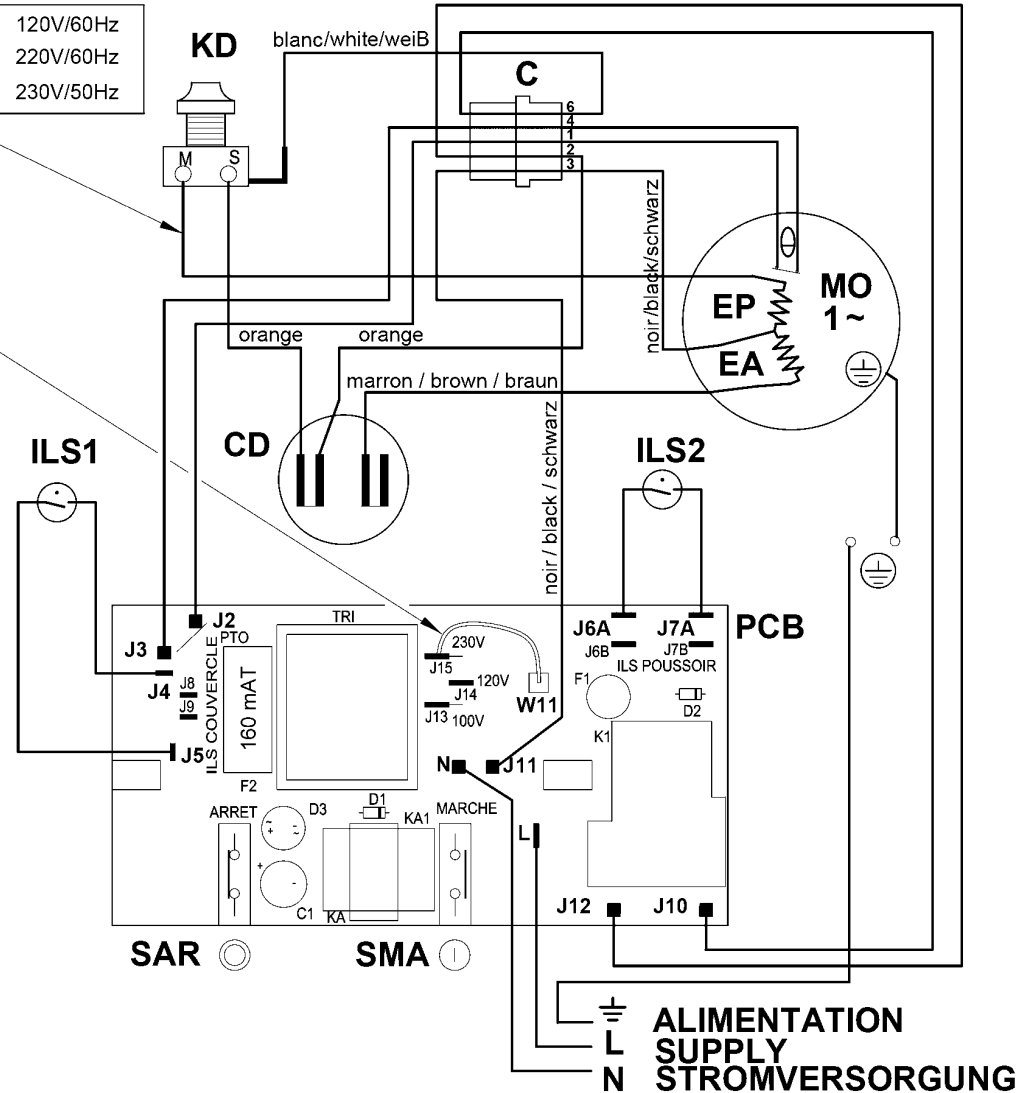 120V/60Hz
220V/60Hz
230V/50Hz
KD
blanc/white/weiB
C
6
4
1
2
3
M
S
noir/black/schwarz
MO
1~
EP
EA
orange
orange
marron / brown / braun
CD
ILS1
ILS2
noir / black / schwarz
J2
J3
J4
J8
J9
J5
ILS COUVERCLE
PTO
160 mAT
F2
TRI
230V
J15
120V
J14
J13
100V
W11
J6A
J7A
PCB
J6B
J7B
ILS POUSSOIR
F1
D2
K1
N
J11
ARRET
D3
D1
KA1
MARCHE
L
C1
KA
J12
J10
SAR
SMA
ALIMENTATION
L SUPPLY
N STROMVERSORGUNG